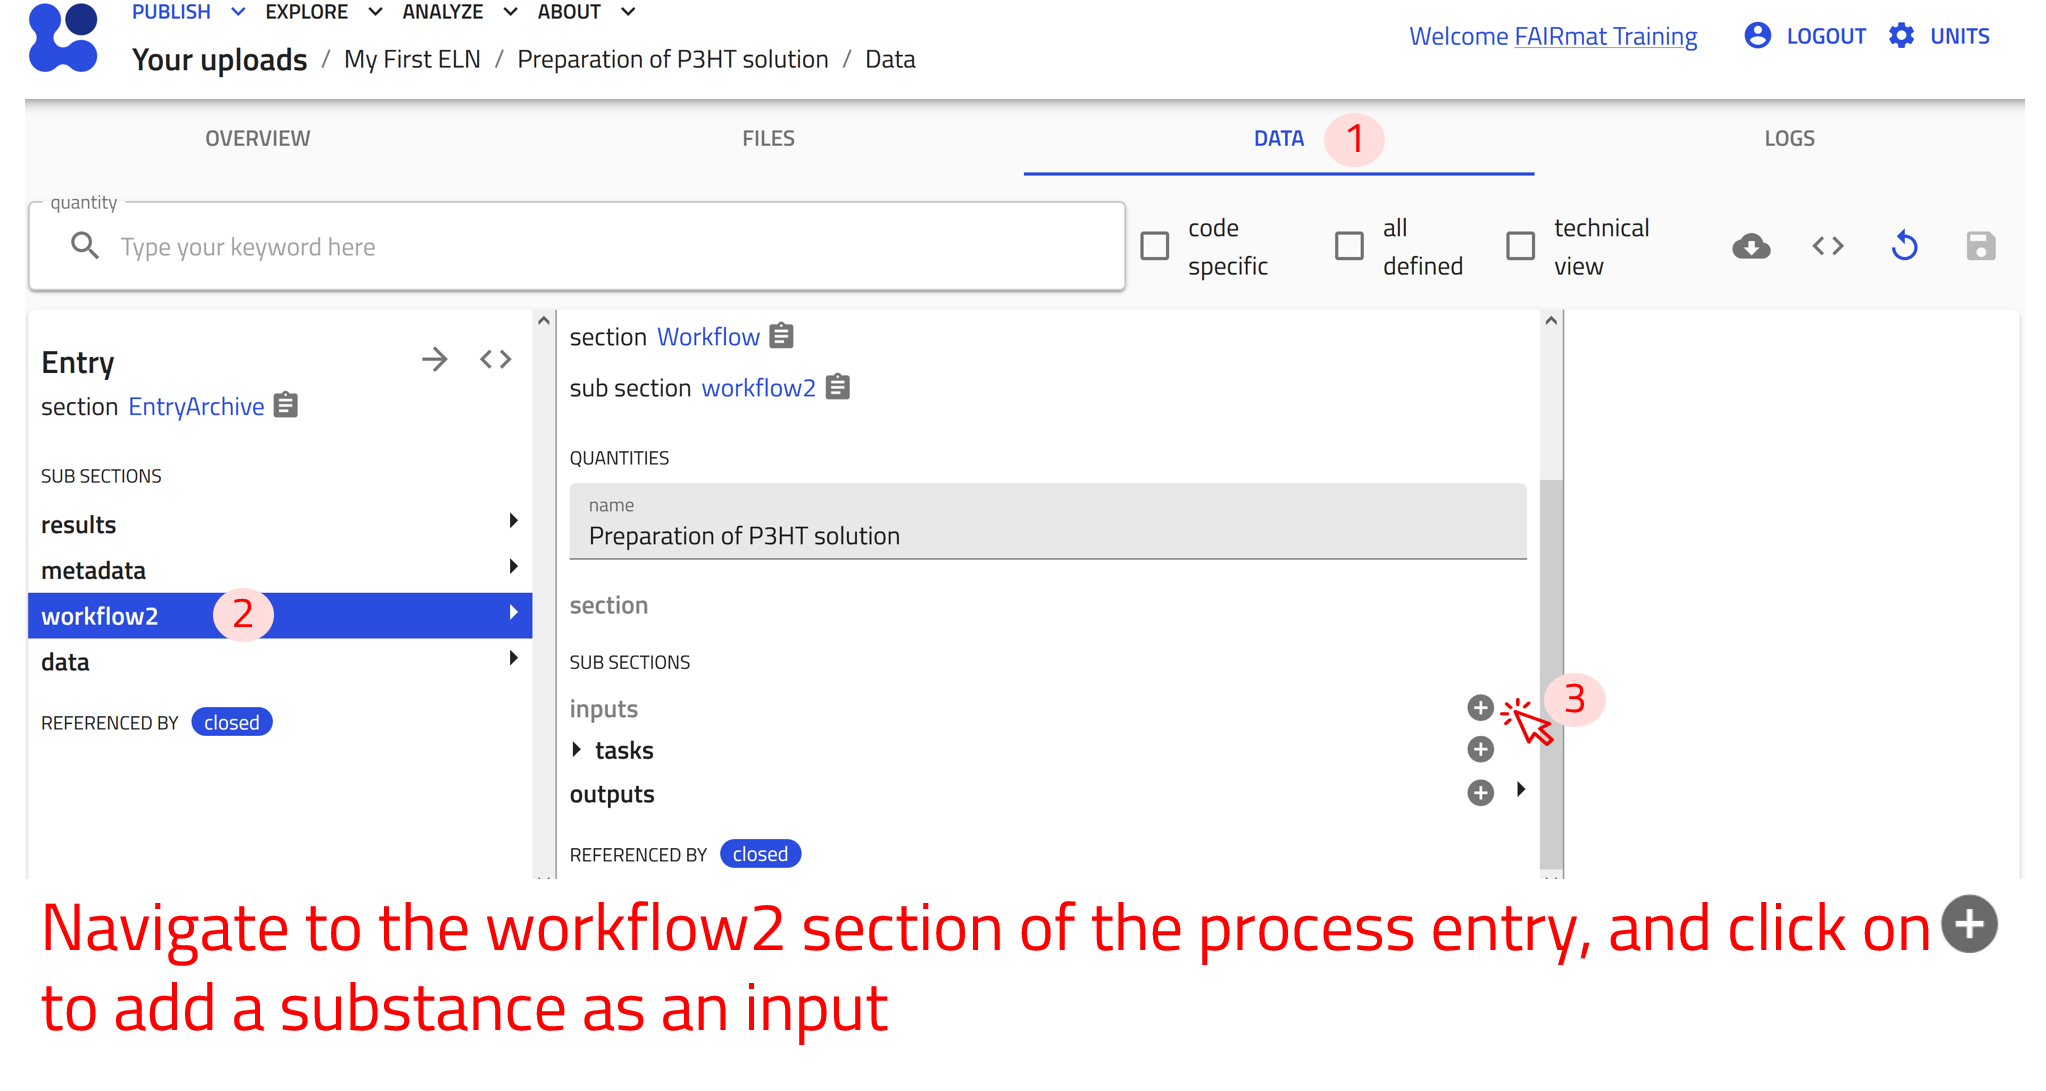 PUBLISH EXPLORE ANALYZE ABOUT
Your uploads / My First ELN / Preparation of P3HT solution / Data
Welcome FAIRmat Training LOGOUT UNITS
OVERVIEW FILES DATA 1 LOGS
quantity
Type your keyword here
code specific
all defined
technical view
Entry
section EntryArchive
SUB SECTIONS
results
metadata
workflow2 2
data
REFERENCED BY closed
section Workflow
sub section workflow2
QUANTITIES
name
Preparation of P3HT solution
section
SUB SECTIONS
inputs 3
tasks
outputs
REFERENCED BY closed
Navigate to the workflow2 section of the process entry, and click on
to add a substance as an input